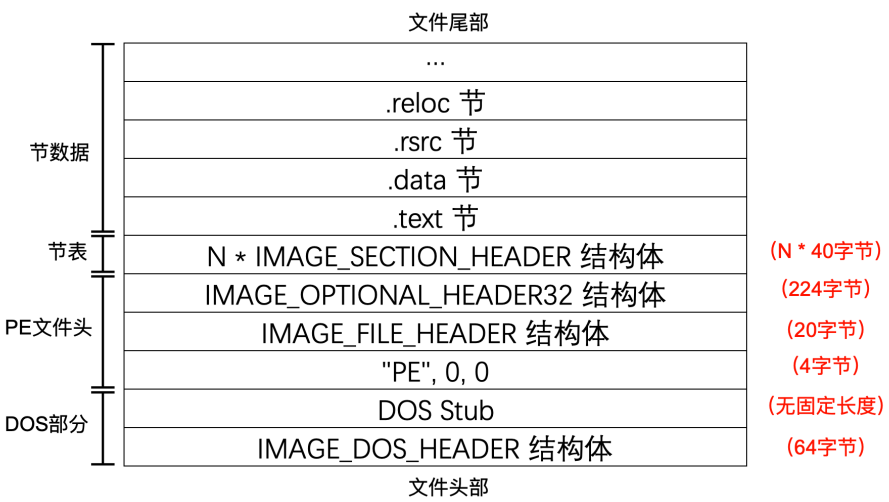 文件尾部
...
.reloc 节
.rsrc 节
节数据
.data 节
.text 节
节表
N * IMAGE_SECTION_HEADER 结构体
(N * 40字节)
IMAGE_OPTIONAL_HEADER32 结构体
(224字节)
PE文件头
IMAGE_FILE_HEADER 结构体
(20字节)
"PE", 0, 0
(4字节)
DOS部分
DOS Stub
(无固定长度)
IMAGE_DOS_HEADER 结构体
(64字节)
文件头部